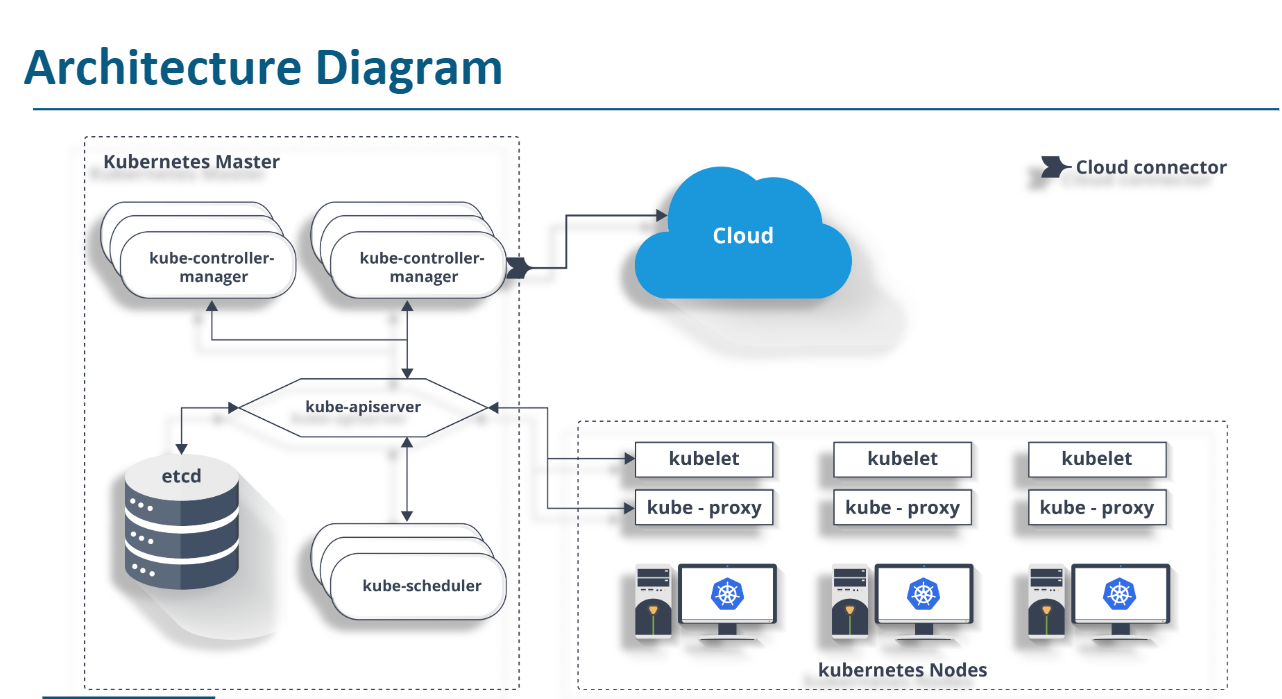 Architecture Diagram
Kubernetes Master
Cloud connector
kube-controller-
manager
kube-controller-
manager
Cloud
kube-apiserver
etcd
kube-scheduler
kubelet
kubelet
kubelet
kube - proxy
kube - proxy
kube - proxy
kubernetes Nodes